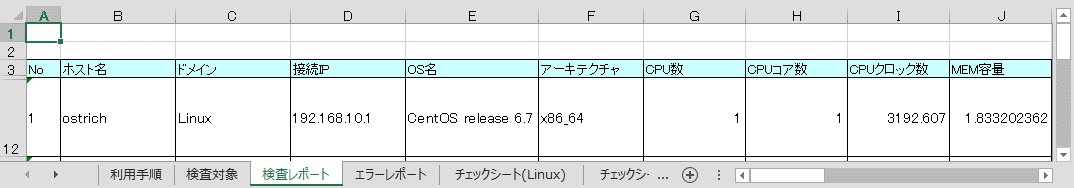 A B C D E F G H I J
1
2
3 No ホスト名 ドメイン 接続IP OS名 アーキテクチャ CPU数 CPUコア数 CPUクロック数 MEM容量
12 1 ostrich Linux 192.168.10.1 CentOS release 6.7 x86_64 1 1 3192.607 1.833202362
利用手順 検査対象 検査レポート エラーレポート チェックシート(Linux) チェックシ・ ...